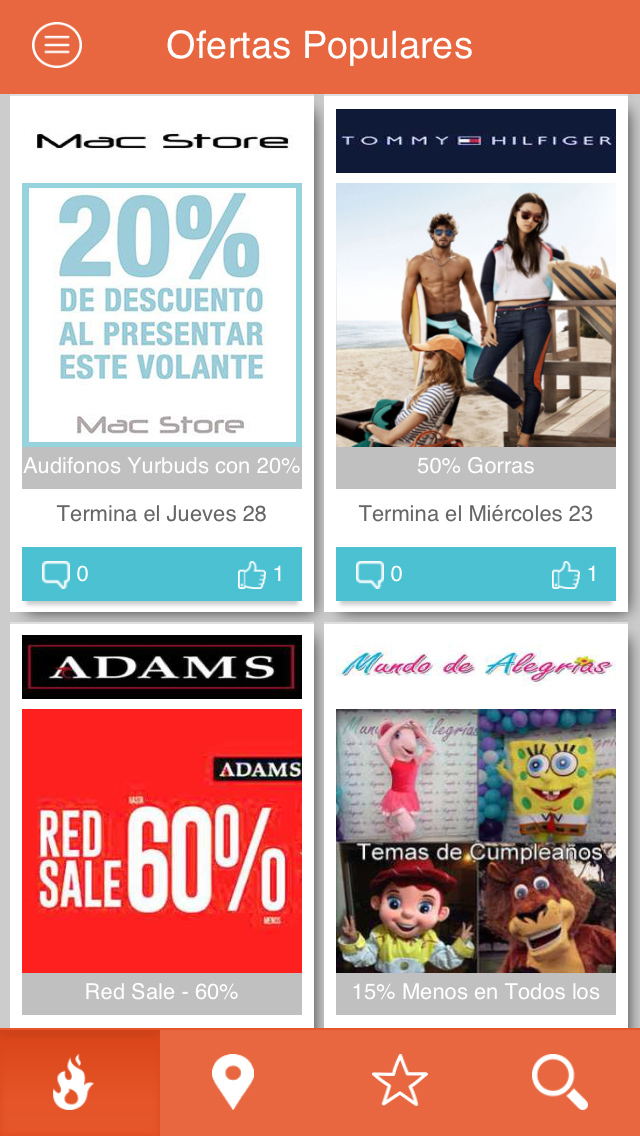 Ofertas Populares
Mac Store
20%
DE DESCUENTO
AL PRESENTAR
ESTE VOLANTE
Mac Store
Audifonos Yurbuds con 20%
Termina el Jueves 28
0
1
TOMMY HILFIGER
50% Gorras
Termina el Miércoles 23
0
1
ADAMS
ADAMS
HASTA
RED
SALE
60%
MENOS
Red Sale - 60%
Mundo de Alegrías
Temas de Cumpleaños
15% Menos en Todos los